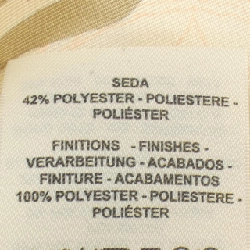 SEDA
42% POLYESTER - POLIESTERE -
POLIÉSTER
FINITIONS - FINISHES -
VERARBEITUNG - ACABADOS -
FINITURE - ACABAMENTOS
100% POLYESTER - POLIESTERE -
POLIÉSTER